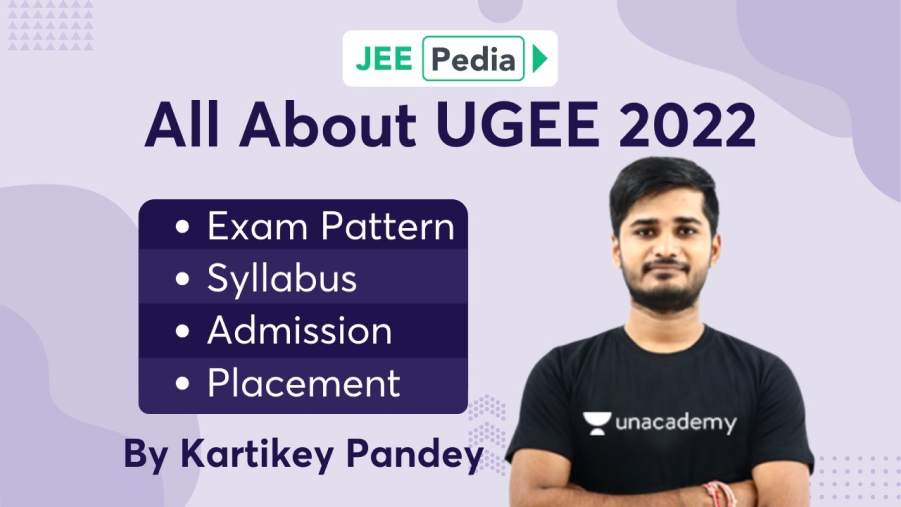 JEE Pedia
All About UGEE 2022
• Exam Pattern
• Syllabus
• Admission
• Placement
By Kartikey Pandey
unacademy